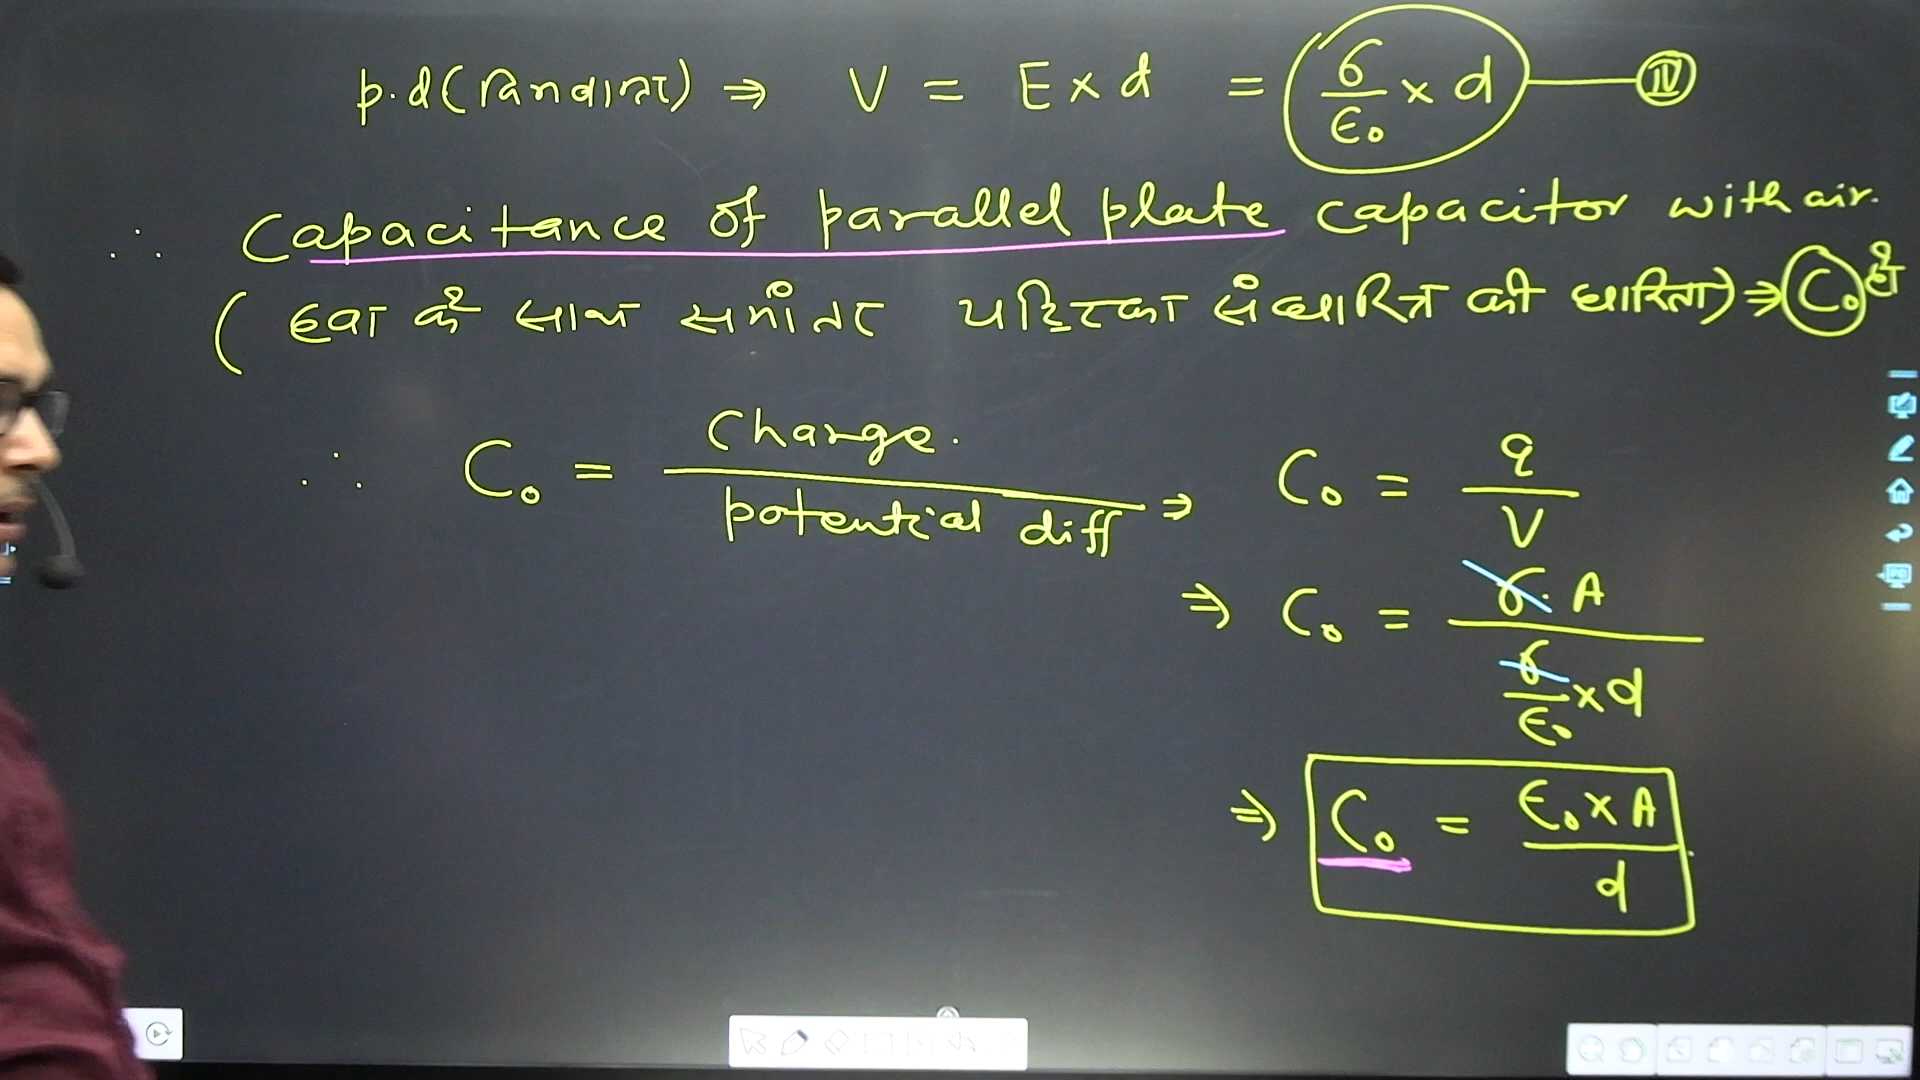 p.d (विभवान्तर) ⇒ V = E × d = σ/ε₀ × d — IV
∴ Capacitance of parallel plate capacitor with air.
( हवा के साथ समांतर पट्टिका संधारित्र की धारिता) ⇒ C₀ है
∴ C₀ = Charge. / potential diff ⇒ C₀ = q / V
⇒ C₀ = σ. A / (σ/ε₀ × d)
⇒ C₀ = ε₀ × A / d